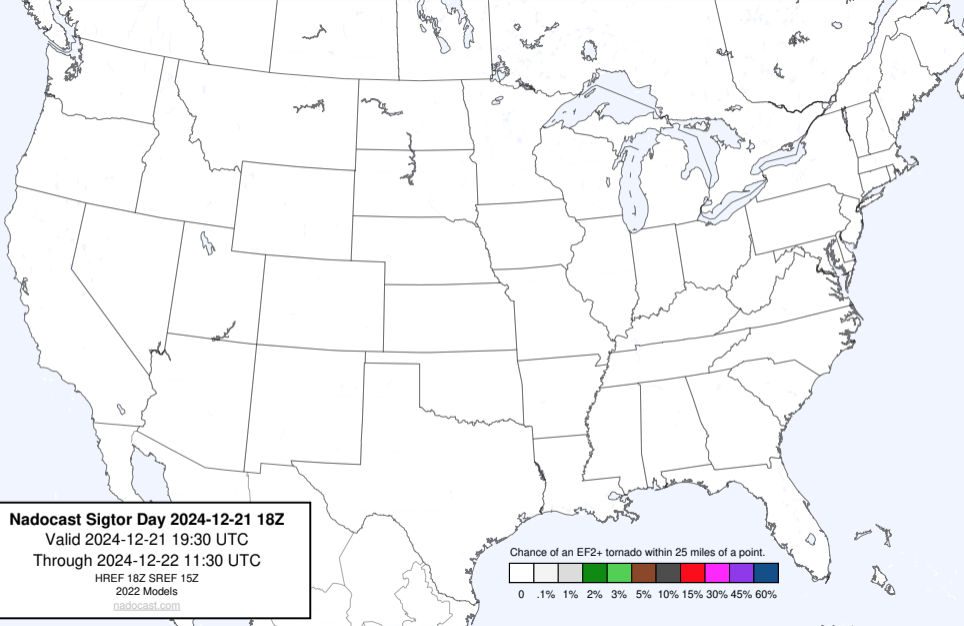 Nadocast Sigtor Day 2024-12-21 18Z
Valid 2024-12-21 19:30 UTC
Through 2024-12-22 11:30 UTC
HREF 18Z SREF 15Z
2022 Models
nadocast.com
Chance of an EF2+ tornado within 25 miles of a point.
0 .1% 1% 2% 3% 5% 10% 15% 30% 45% 60%